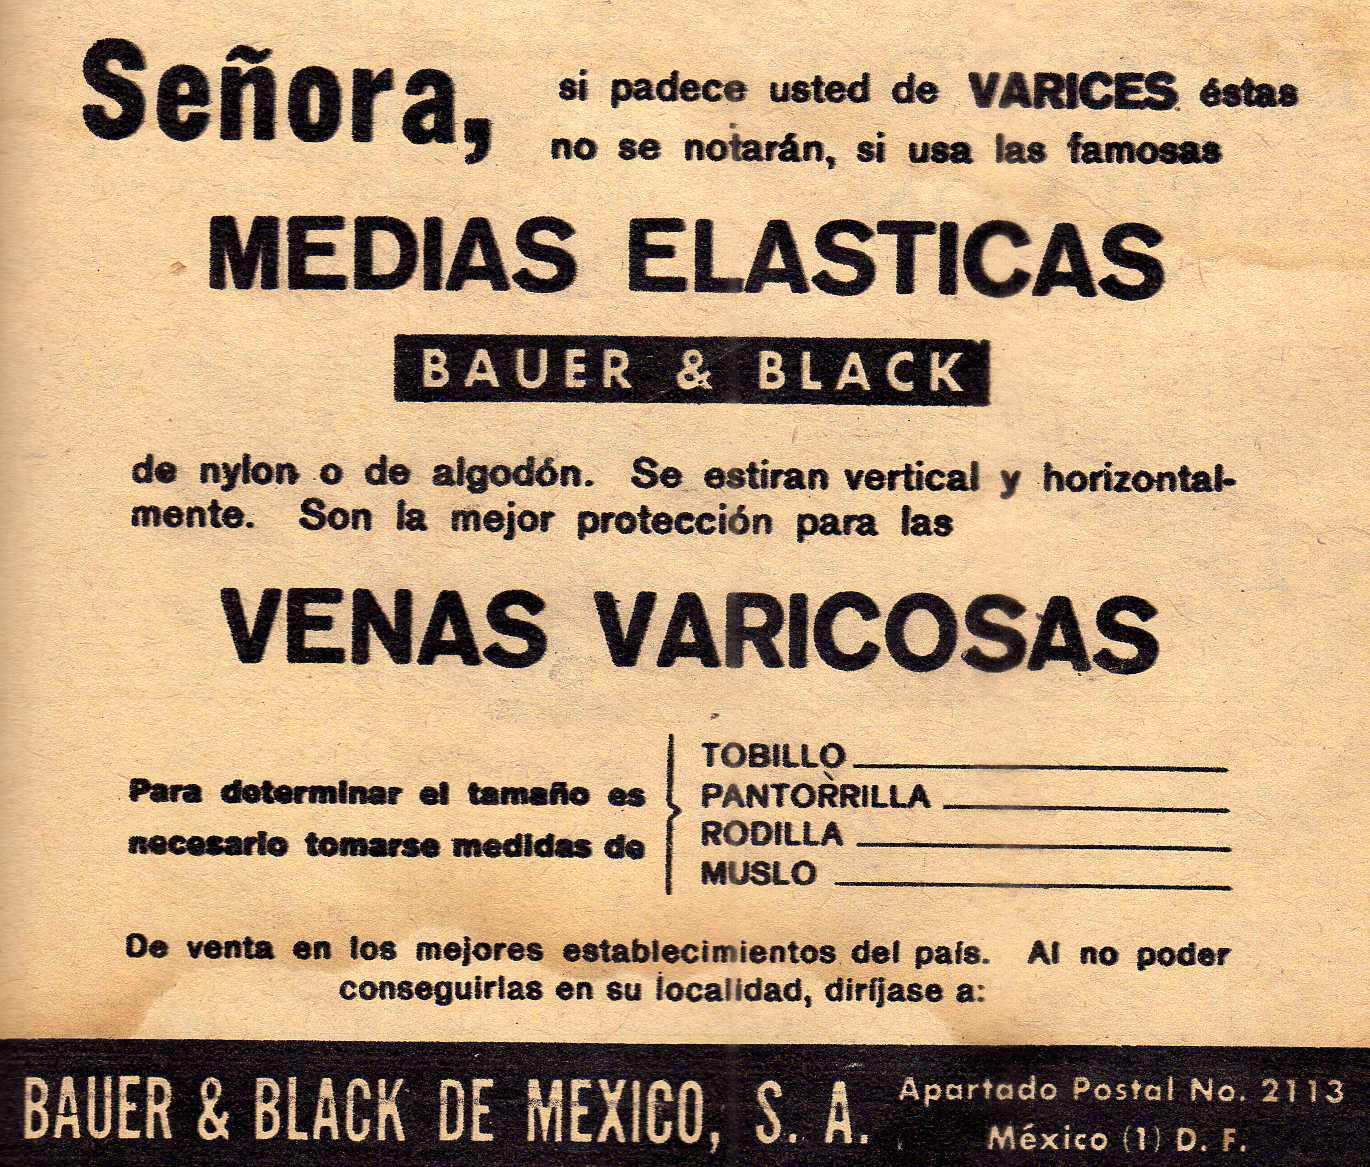 Señora,
si padece usted de VARICES éstas
no se notarán, si usa las famosas
MEDIAS ELASTICAS
BAUER & BLACK
de nylon o de algodón. Se estiran vertical y horizontal-
mente. Son la mejor protección para las
VENAS VARICOSAS
Para determinar el tamaño es
necesario tomarse medidas de
TOBILLO
PANTORRILLA
RODILLA
MUSLO
De venta en los mejores establecimientos del país. Al no poder
conseguirlas en su localidad, diríjase a:
BAUER & BLACK DE MEXICO, S. A.
Apartado Postal No. 2113
México (1) D. F.